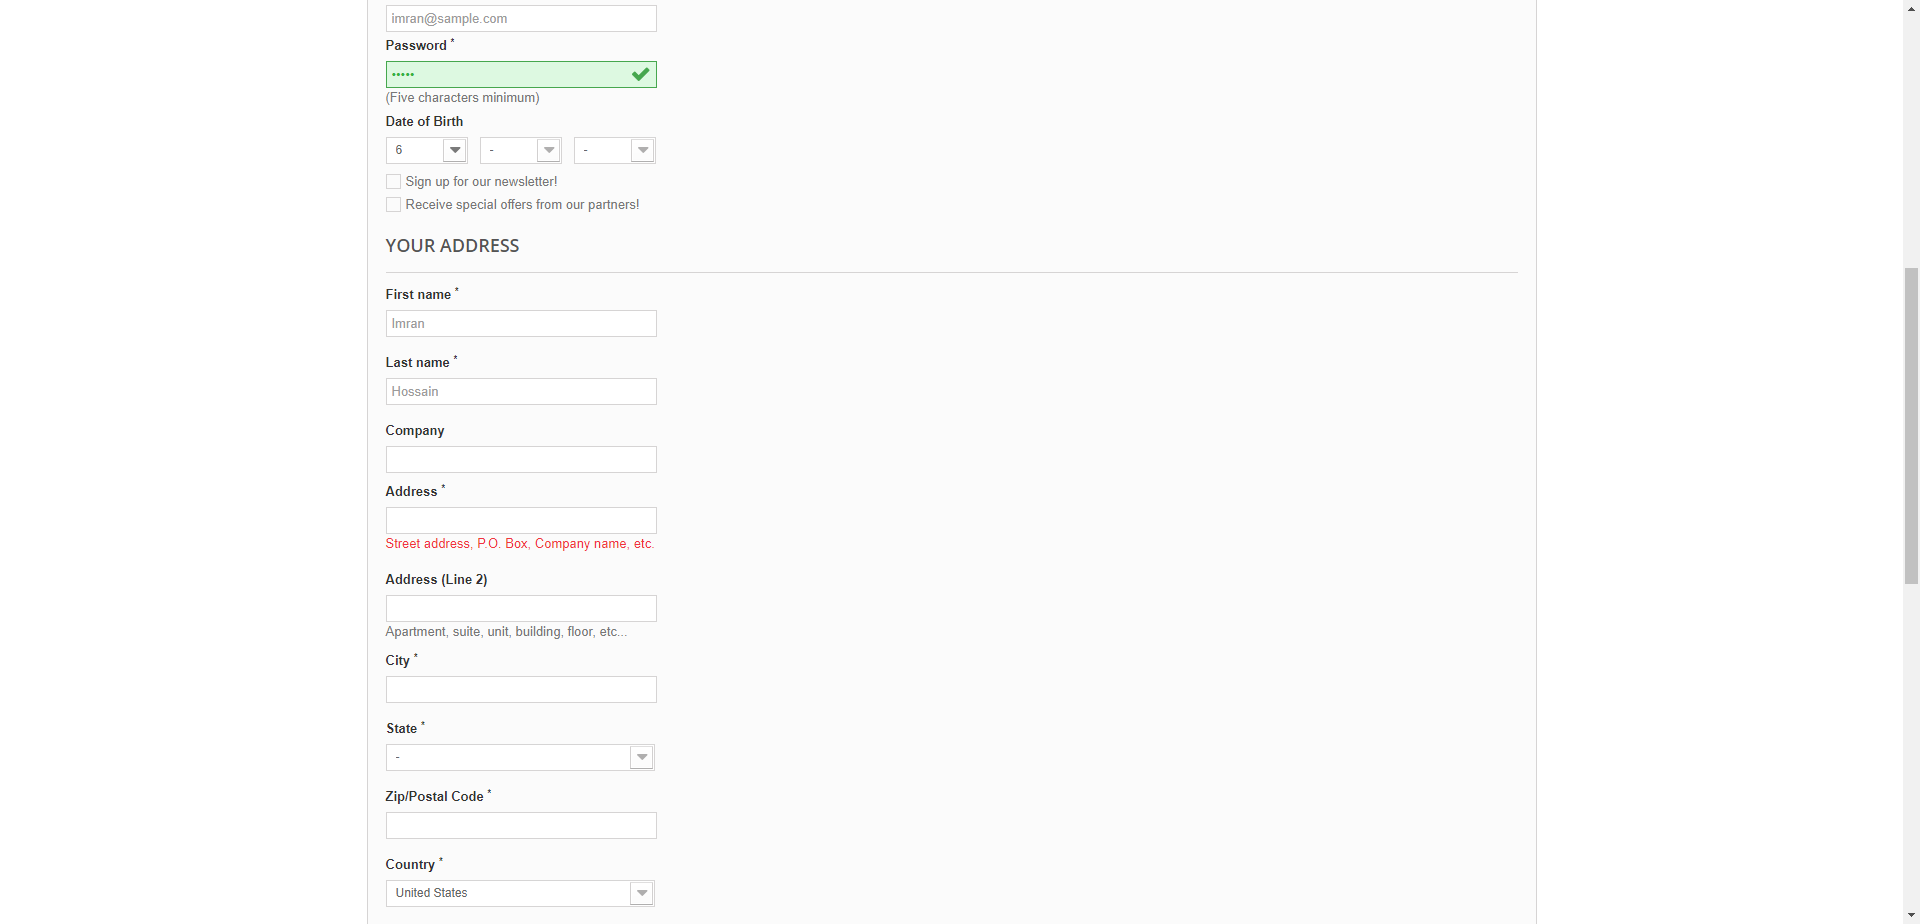 imran@sample.com
Password *
•••••
(Five characters minimum)
Date of Birth
6 - -
Sign up for our newsletter!
Receive special offers from our partners!
YOUR ADDRESS
First name *
Imran
Last name *
Hossain
Company
Address *
Street address, P.O. Box, Company name, etc.
Address (Line 2)
Apartment, suite, unit, building, floor, etc...
City *
State *
-
Zip/Postal Code *
Country *
United States